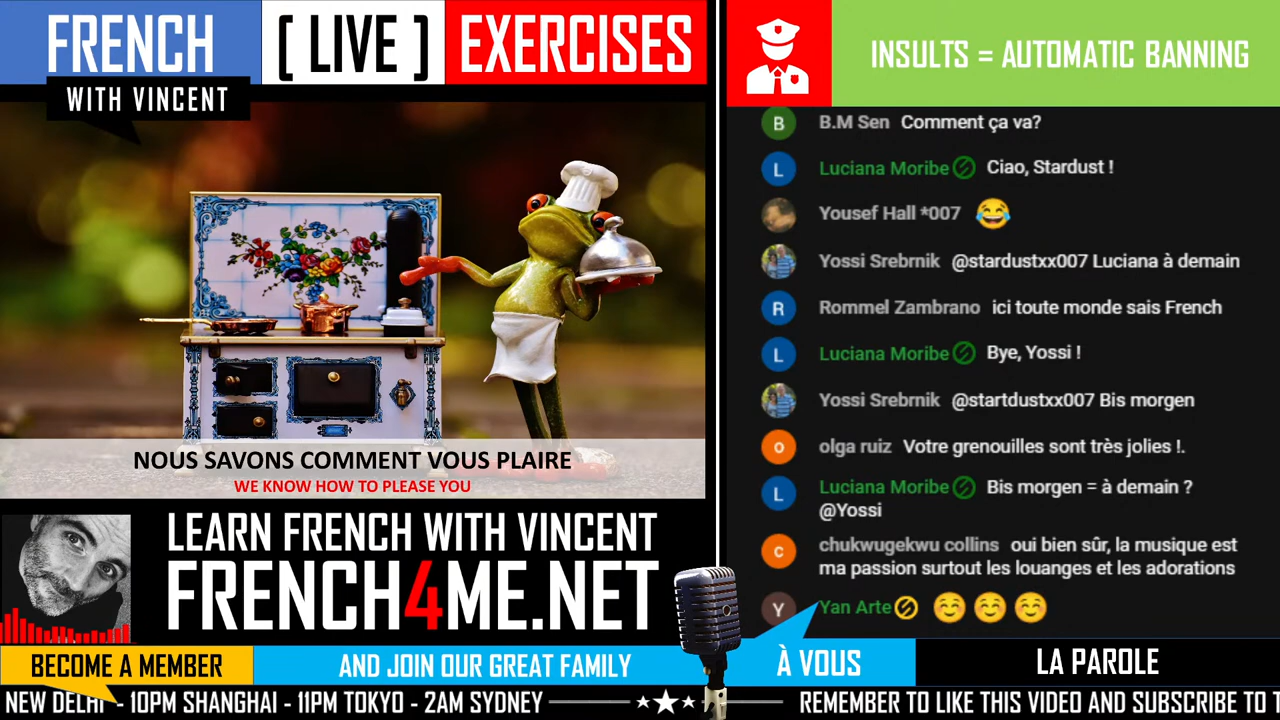 FRENCH
[ LIVE ]
EXERCISES
WITH VINCENT
NOUS SAVONS COMMENT VOUS PLAIRE
WE KNOW HOW TO PLEASE YOU
LEARN FRENCH WITH VINCENT
FRENCH4ME.NET
BECOME A MEMBER
AND JOIN OUR GREAT FAMILY
INSULTS = AUTOMATIC BANNING
B
B.M Sen Comment ça va?
L
Luciana Moribe Ciao, Stardust !
Yousef Hall *007 😂
Yossi Srebrnik @stardustxx007 Luciana à demain
R
Rommel Zambrano ici toute monde sais French
L
Luciana Moribe Bye, Yossi !
Yossi Srebrnik @startdustxx007 Bis morgen
o
olga ruiz Votre grenouilles sont très jolies !.
L
Luciana Moribe Bis morgen = à demain ?
@Yossi
c
chukwugekwu collins oui bien sûr, la musique est
ma passion surtout les louanges et les adorations
Y
Yan Arte ☺️☺️☺️
À VOUS
LA PAROLE
NEW DELHI - 10PM SHANGHAI - 11PM TOKYO - 2AM SYDNEY
REMEMBER TO LIKE THIS VIDEO AND SUBSCRIBE TO T